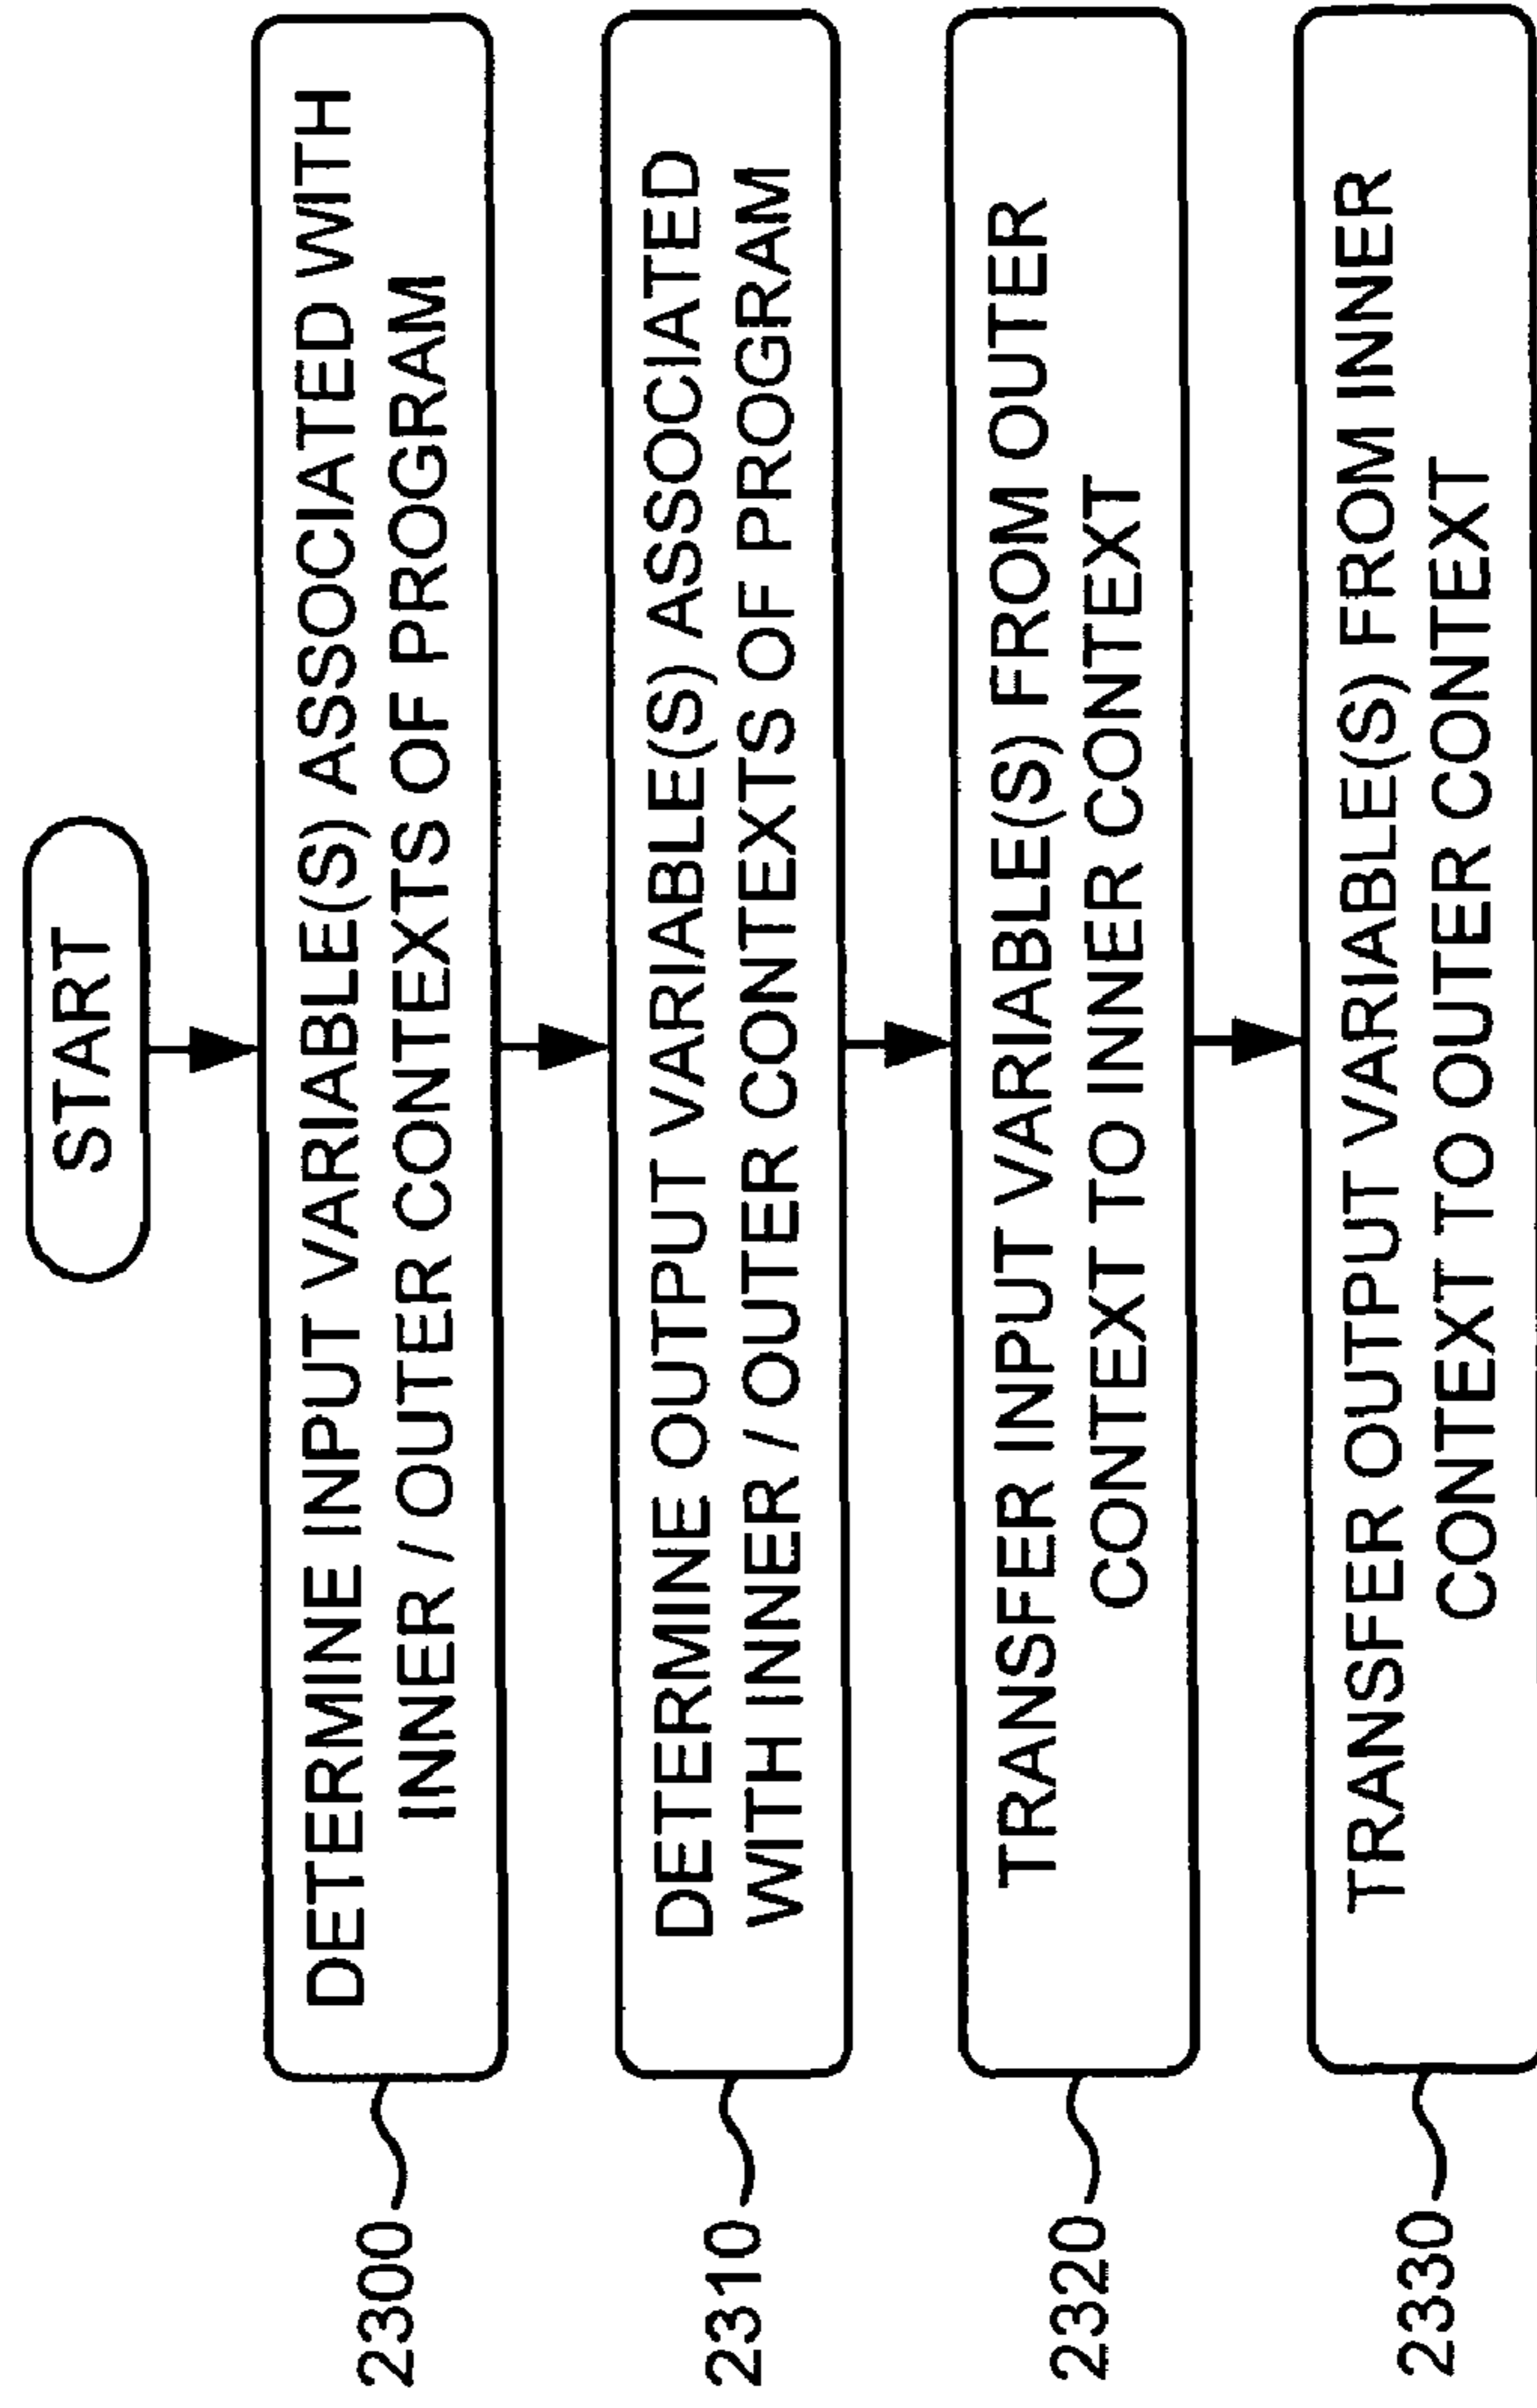 START
2300
DETERMINE INPUT VARIABLE(S) ASSOCIATED WITH
INNER / OUTER CONTEXTS OF PROGRAM
2310
DETERMINE OUTPUT VARIABLE(S) ASSOCIATED
WITH INNER / OUTER CONTEXTS OF PROGRAM
2320
TRANSFER INPUT VARIABLE(S) FROM OUTER
CONTEXT TO INNER CONTEXT
2330
TRANSFER OUTPUT VARIABLE(S) FROM INNER
CONTEXT TO OUTER CONTEXT